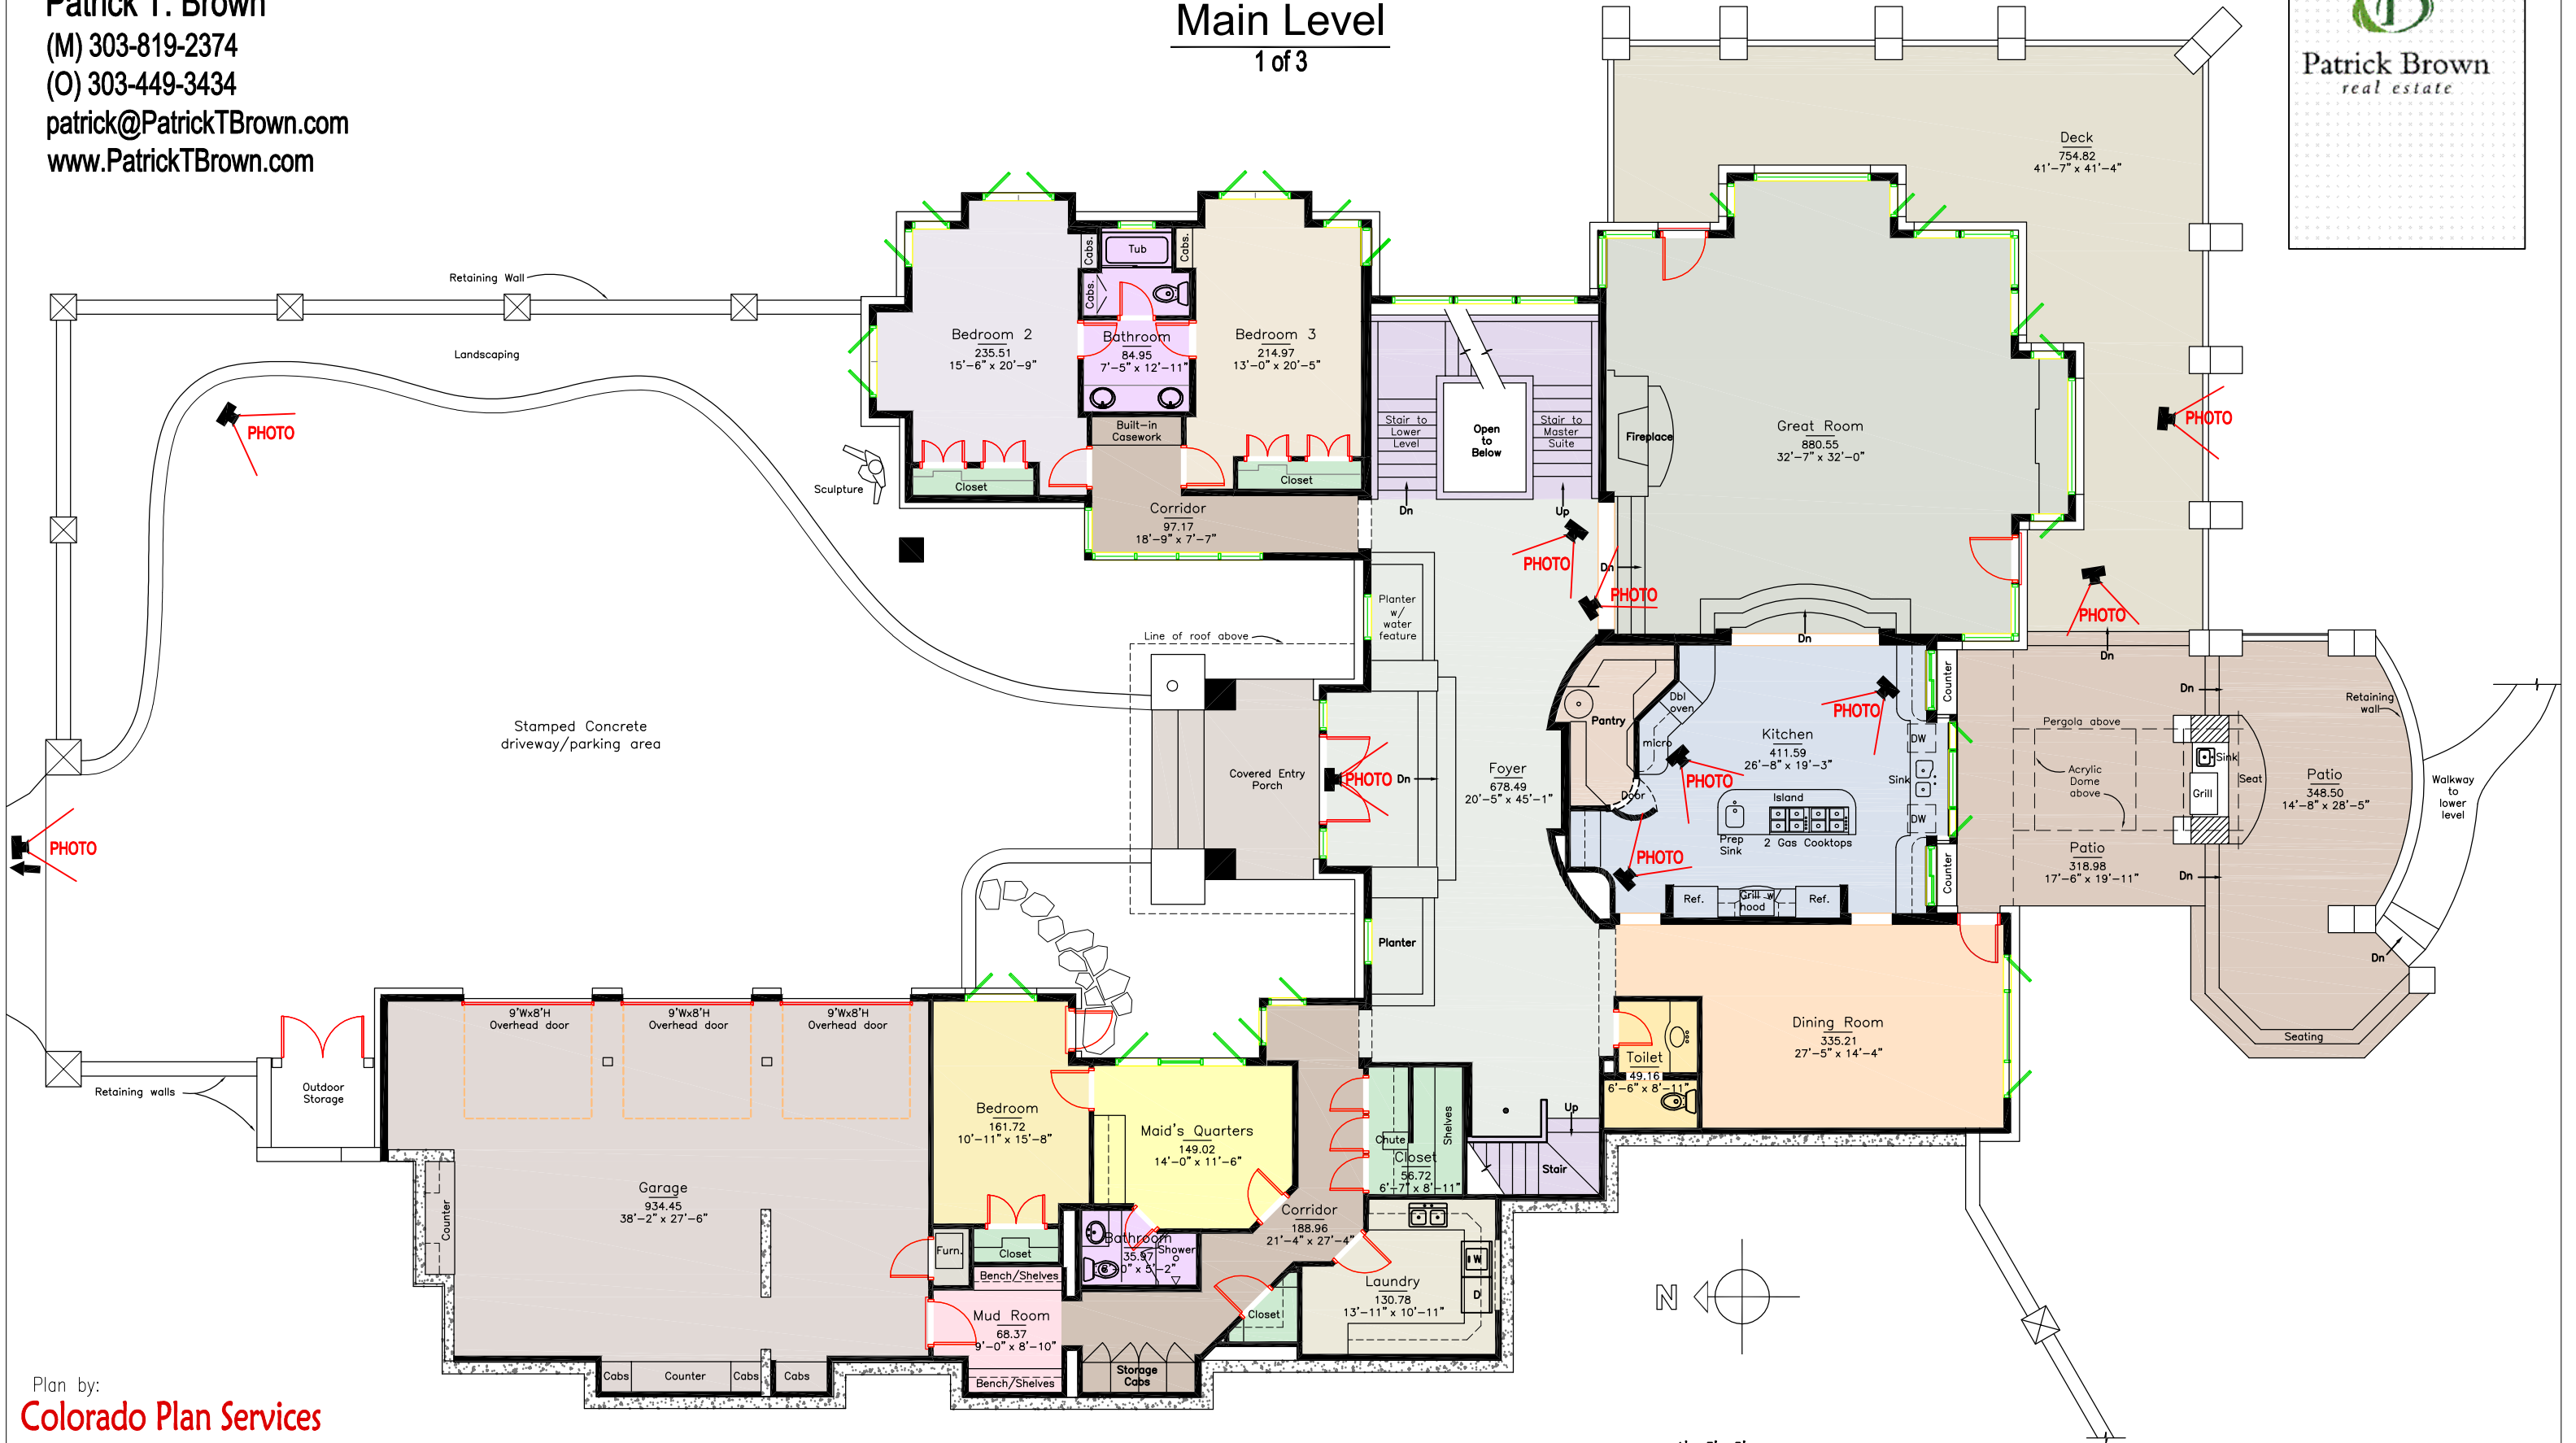 Patrick T. Brown
(M) 303-819-2374
(O) 303-449-3434
patrick@PatrickTBrown.com
www.PatrickTBrown.com
Main Level
1 of 3
Patrick Brown
real estate
Deck
754.82
41'-7" x 41'-4"
Retaining Wall
Landscaping
PHOTO
Sculpture
Bedroom 2
235.51
15'-6" x 20'-9"
Closet
Cabs.
Tub
Cabs.
Cabs.
Bathroom
84.95
7'-5" x 12'-11"
Built-in
Casework
Bedroom 3
214.97
13'-0" x 20'-5"
Closet
Corridor
97.17
18'-9" x 7'-7"
Stair to
Lower
Level
Open
to
Below
Stair to
Master
Suite
Dn
Up
Fireplace
Great Room
880.55
32'-7" x 32'-0"
PHOTO
PHOTO
Dn
PHOTO
PHOTO
Dn
Dn
Planter
w/
water
feature
Line of roof above
Stamped Concrete
driveway/parking area
Covered Entry
Porch
PHOTO
Dn
Foyer
678.49
20'-5" x 45'-1"
Pantry
Dbl
oven
micro
Door
PHOTO
PHOTO
Kitchen
411.59
26'-8" x 19'-3"
Island
Prep
Sink
2 Gas Cooktops
PHOTO
Ref.
Grill w/
hood
Ref.
DW
Sink
DW
Counter
Counter
Pergola above
Acrylic
Dome
above
Patio
318.98
17'-6" x 19'-11"
Dn
Dn
Sink
Grill
Seat
Retaining
wall
Patio
348.50
14'-8" x 28'-5"
Walkway
to
lower
level
Dn
Seating
PHOTO
Planter
9'Wx8'H
Overhead door
9'Wx8'H
Overhead door
9'Wx8'H
Overhead door
Outdoor
Storage
Retaining walls
Garage
934.45
38'-2" x 27'-6"
Counter
Cabs
Counter
Cabs
Cabs
Bedroom
161.72
10'-11" x 15'-8"
Maid's Quarters
149.02
14'-0" x 11'-6"
Furn.
Closet
Bench/Shelves
Mud Room
68.37
9'-0" x 8'-10"
Bench/Shelves
Bathroom
35.97
Shower
Storage
Cabs
Corridor
188.96
21'-4" x 27'-4"
Closet
Chute
Shelves
Closet
56.72
6'-7" x 8'-11"
Up
Stair
Laundry
130.78
13'-11" x 10'-11"
W
D
Toilet
49.16
6'-6" x 8'-11"
Dining Room
335.21
27'-5" x 14'-4"
N
Plan by:
Colorado Plan Services